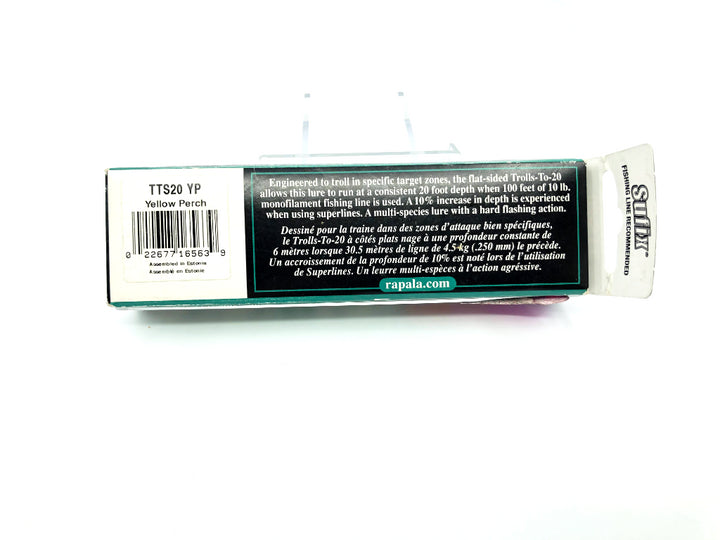 TTS20 YP
Yellow Perch
0 22677 16563 9
Assembled in Estonia
Assemblé en Estonie
Engineered to troll in specific target zones, the flat-sided Trolls-To-20
allows this lure to run at a consistent 20 foot depth when 100 feet of 10 lb.
monofilament fishing line is used. A 10% increase in depth is experienced
when using superlines. A multi-species lure with a hard flashing action.
Dessiné pour la traine dans des zones d'attaque bien spécifiques,
le Trolls-To-20 à côtés plats nage à une profondeur constante de
6 mètres lorsque 30.5 mètres de ligne de 4.5 kg (.250 mm) le précède.
Un accroissement de la profondeur de 10% est noté lors de l'utilisation
de Superlines. Un leurre multi-espèces à l'action agréssive.
rapala.com
Sufix
FISHING LINE RECOMMENDED